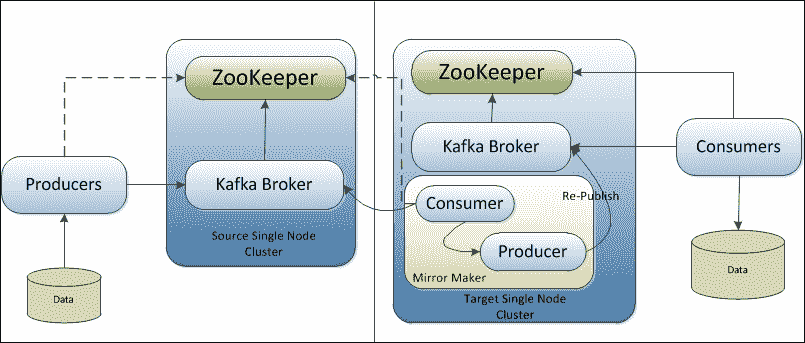 ZooKeeper
Kafka Broker
Producers
Data
Source Single Node
Cluster
ZooKeeper
Kafka Broker
Consumers
Re-Publish
Consumer
Producer
Mirror Maker
Target Single Node
Cluster
Data